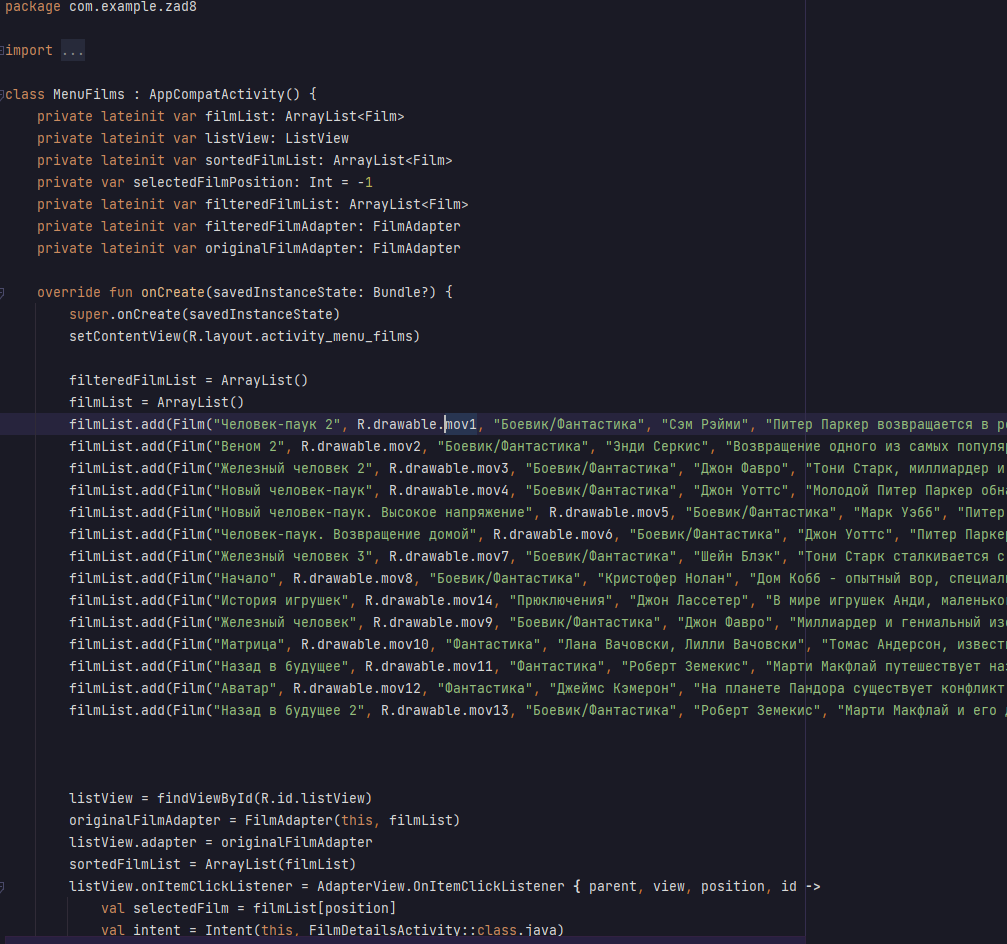 package com.example.zad8
import ...
class MenuFilms : AppCompatActivity() {
private lateinit var filmList: ArrayList<Film>
private lateinit var listView: ListView
private lateinit var sortedFilmList: ArrayList<Film>
private var selectedFilmPosition: Int = -1
private lateinit var filteredFilmList: ArrayList<Film>
private lateinit var filteredFilmAdapter: FilmAdapter
private lateinit var originalFilmAdapter: FilmAdapter
override fun onCreate(savedInstanceState: Bundle?) {
super.onCreate(savedInstanceState)
setContentView(R.layout.activity_menu_films)
filteredFilmList = ArrayList()
filmList = ArrayList()
filmList.add(Film("Человек-паук 2", R.drawable.mov1, "Боевик/Фантастика", "Сэм Рэйми", "Питер Паркер возвращается в
filmList.add(Film("Веном 2", R.drawable.mov2, "Боевик/Фантастика", "Энди Серкис", "Возвращение одного из самых
filmList.add(Film("Железный человек 2", R.drawable.mov3, "Боевик/Фантастика", "Джон Фавро", "Тони Старк, миллиардер и
filmList.add(Film("Новый человек-паук", R.drawable.mov4, "Боевик/Фантастика", "Джон Уоттс", "Молодой Питер Паркер
filmList.add(Film("Новый человек-паук. Высокое напряжение", R.drawable.mov5, "Боевик/Фантастика", "Марк Уэбб", "Питер
filmList.add(Film("Человек-паук. Возвращение домой", R.drawable.mov6, "Боевик/Фантастика", "Джон Уоттс", "Питер Паркер
filmList.add(Film("Железный человек 3", R.drawable.mov7, "Боевик/Фантастика", "Шейн Блэк", "Тони Старк сталкивается с
filmList.add(Film("Начало", R.drawable.mov8, "Боевик/Фантастика", "Кристофер Нолан", "Дом Кобб - опытный вор,
filmList.add(Film("История игрушек", R.drawable.mov14, "Прюключения", "Джон Лассетер", "В мире игрушек Анди,
filmList.add(Film("Железный человек", R.drawable.mov9, "Боевик/Фантастика", "Джон Фавро", "Миллиардер и гениальный
filmList.add(Film("Матрица", R.drawable.mov10, "Фантастика", "Лана Вачовски, Лилли Вачовски", "Томас Андерсон,
filmList.add(Film("Назад в будущее", R.drawable.mov11, "Фантастика", "Роберт Земекис", "Марти Макфлай путешествует
filmList.add(Film("Аватар", R.drawable.mov12, "Фантастика", "Джеймс Кэмерон", "На планете Пандора существует конфликт
filmList.add(Film("Назад в будущее 2", R.drawable.mov13, "Боевик/Фантастика", "Роберт Земекис", "Марти Макфлай и его
listView = findViewById(R.id.listView)
originalFilmAdapter = FilmAdapter(this, filmList)
listView.adapter = originalFilmAdapter
sortedFilmList = ArrayList(filmList)
listView.onItemClickListener = AdapterView.OnItemClickListener { parent, view, position, id ->
val selectedFilm = filmList[position]
val intent = Intent(this, FilmDetailsActivity::class.java)